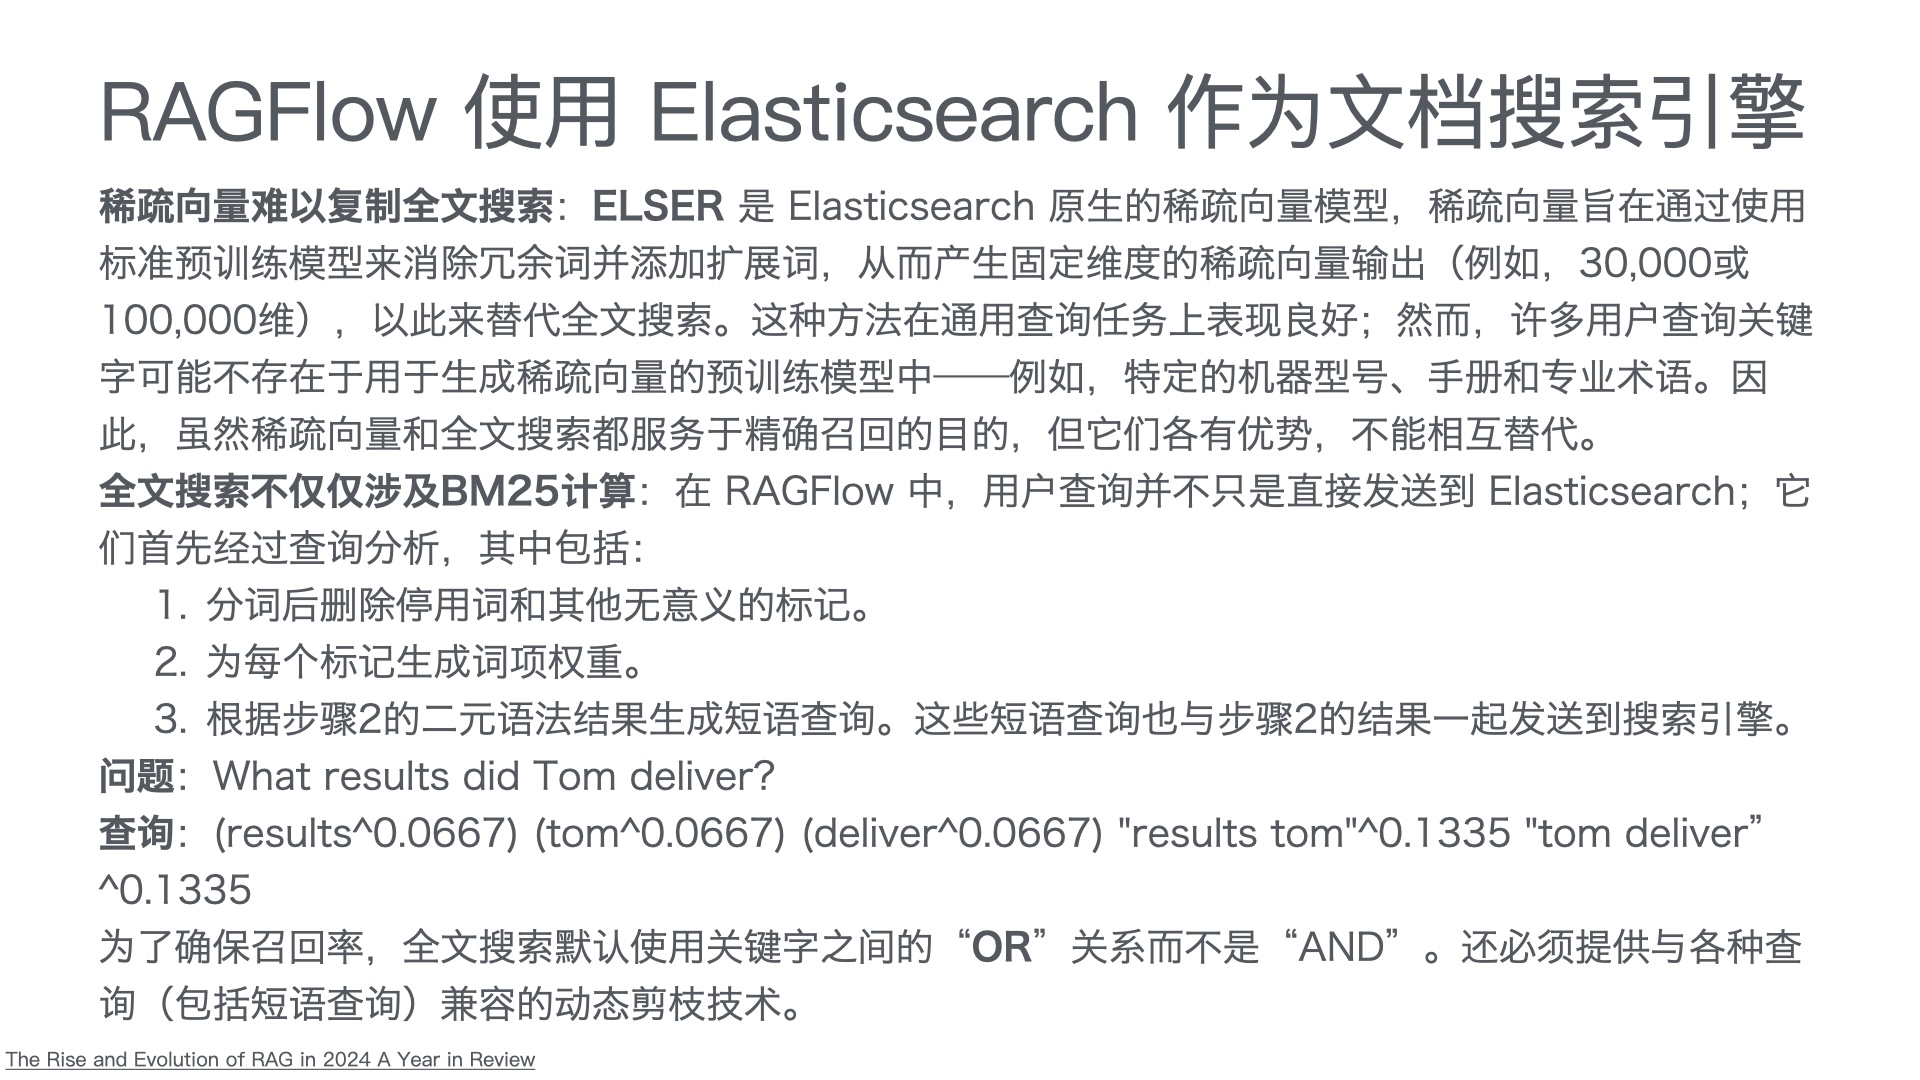 RAGFlow 使用 Elasticsearch 作为文档搜索引擎
稀疏向量难以复制全文搜索：ELSER 是 Elasticsearch 原生的稀疏向量模型，稀疏向量旨在通过使用
标准预训练模型来消除冗余词并添加扩展词，从而产生固定维度的稀疏向量输出（例如，30,000或
100,000维），以此来替代全文搜索。这种方法在通用查询任务上表现良好；然而，许多用户查询关键
字可能不存在于用于生成稀疏向量的预训练模型中——例如，特定的机器型号、手册和专业术语。因
此，虽然稀疏向量和全文搜索都服务于精确召回的目的，但它们各有优势，不能相互替代。
全文搜索不仅仅涉及BM25计算：在 RAGFlow 中，用户查询并不只是直接发送到 Elasticsearch；它
们首先经过查询分析，其中包括：
1. 分词后删除停用词和其他无意义的标记。
2. 为每个标记生成词项权重。
3. 根据步骤2的二元语法结果生成短语查询。这些短语查询也与步骤2的结果一起发送到搜索引擎。
问题：What results did Tom deliver?
查询：(results^0.0667) (tom^0.0667) (deliver^0.0667) "results tom"^0.1335 "tom deliver”
^0.1335
为了确保召回率，全文搜索默认使用关键字之间的“OR”关系而不是“AND”。还必须提供与各种查
询（包括短语查询）兼容的动态剪枝技术。
The Rise and Evolution of RAG in 2024 A Year in Review